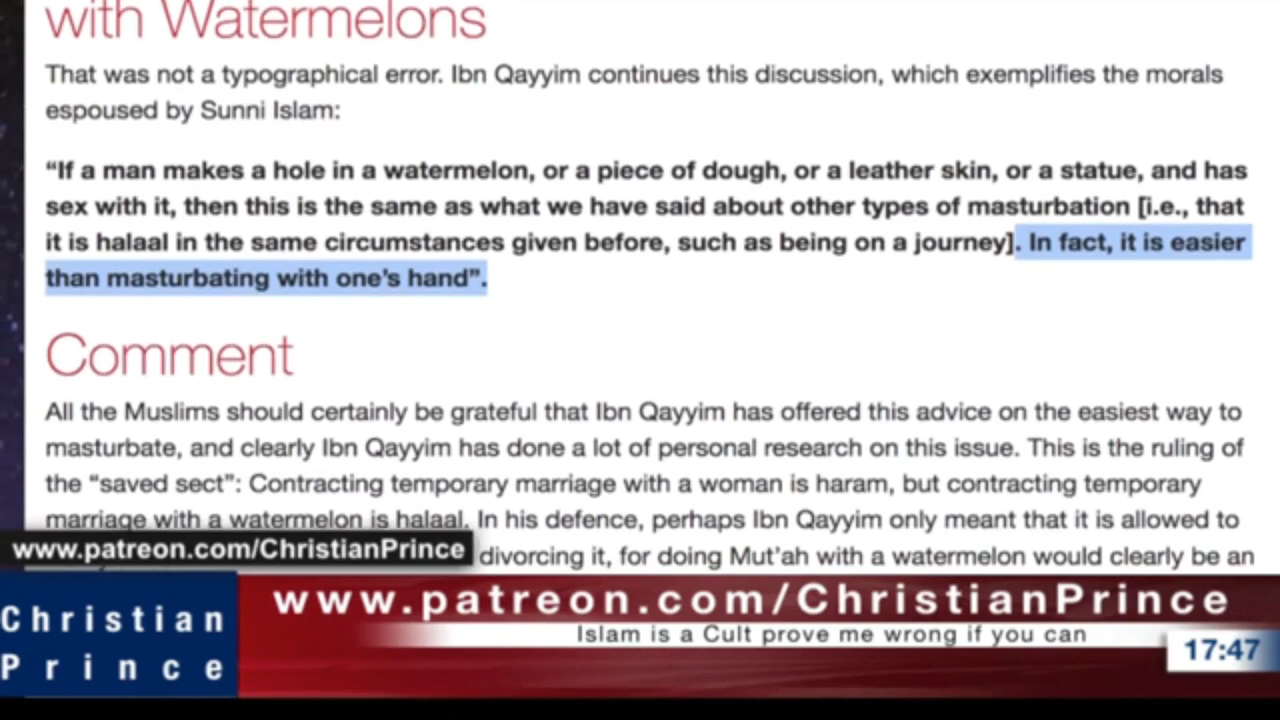 with Watermelons
That was not a typographical error. Ibn Qayyim continues this discussion, which exemplifies the morals
espoused by Sunni Islam:
“If a man makes a hole in a watermelon, or a piece of dough, or a leather skin, or a statue, and has
sex with it, then this is the same as what we have said about other types of masturbation [i.e., that
it is halaal in the same circumstances given before, such as being on a journey]. In fact, it is easier
than masturbating with one’s hand”.
Comment
All the Muslims should certainly be grateful that Ibn Qayyim has offered this advice on the easiest way to
masturbate, and clearly Ibn Qayyim has done a lot of personal research on this issue. This is the ruling of
the “saved sect”: Contracting temporary marriage with a woman is haram, but contracting temporary
marriage with a watermelon is halaal. In his defence, perhaps Ibn Qayyim only meant that it is allowed to
divorcing it, for doing Mut’ah with a watermelon would clearly be an
www.patreon.com/ChristianPrince
www.patreon.com/ChristianPrince
Islam is a Cult prove me wrong if you can
Christian
Prince
17:47